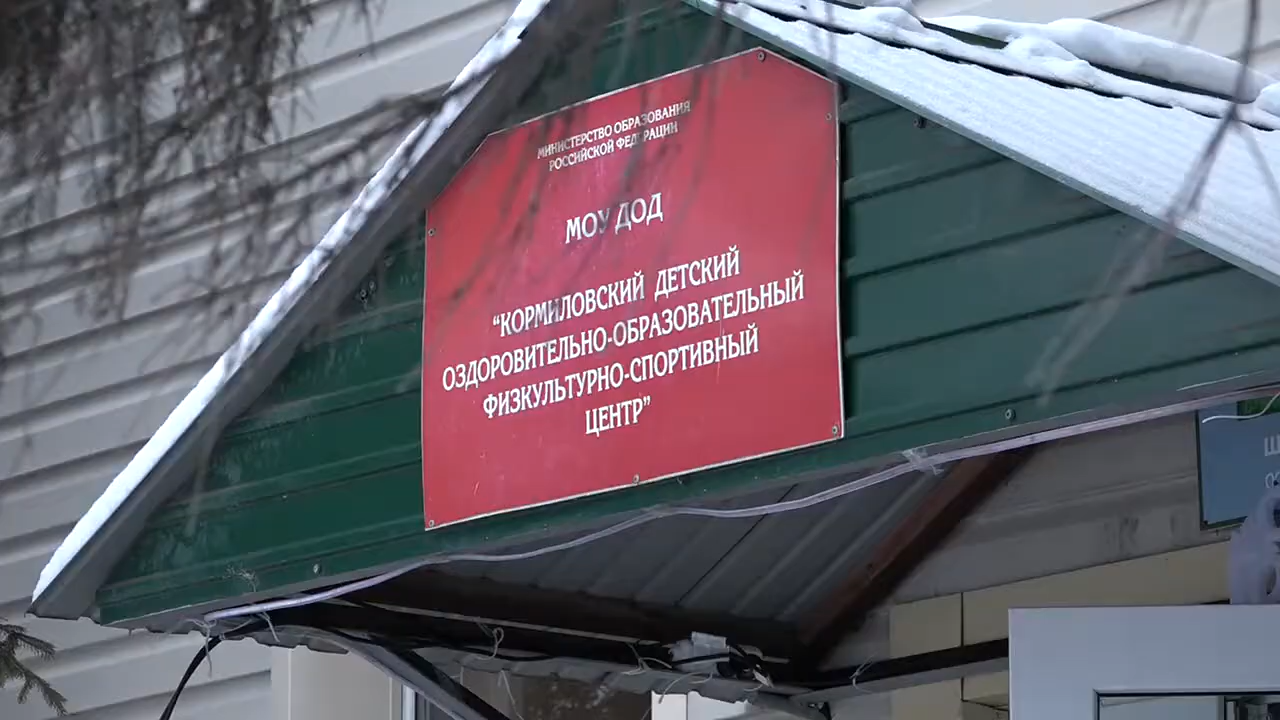 МИНИСТЕРСТВО ОБРАЗОВАНИЯ
РОССИЙСКОЙ ФЕДЕРАЦИИ
МОУ ДОД
“КОРМИЛОВСКИЙ ДЕТСКИЙ
ОЗДОРОВИТЕЛЬНО-ОБРАЗОВАТЕЛЬНЫЙ
ФИЗКУЛЬТУРНО-СПОРТИВНЫЙ
ЦЕНТР”